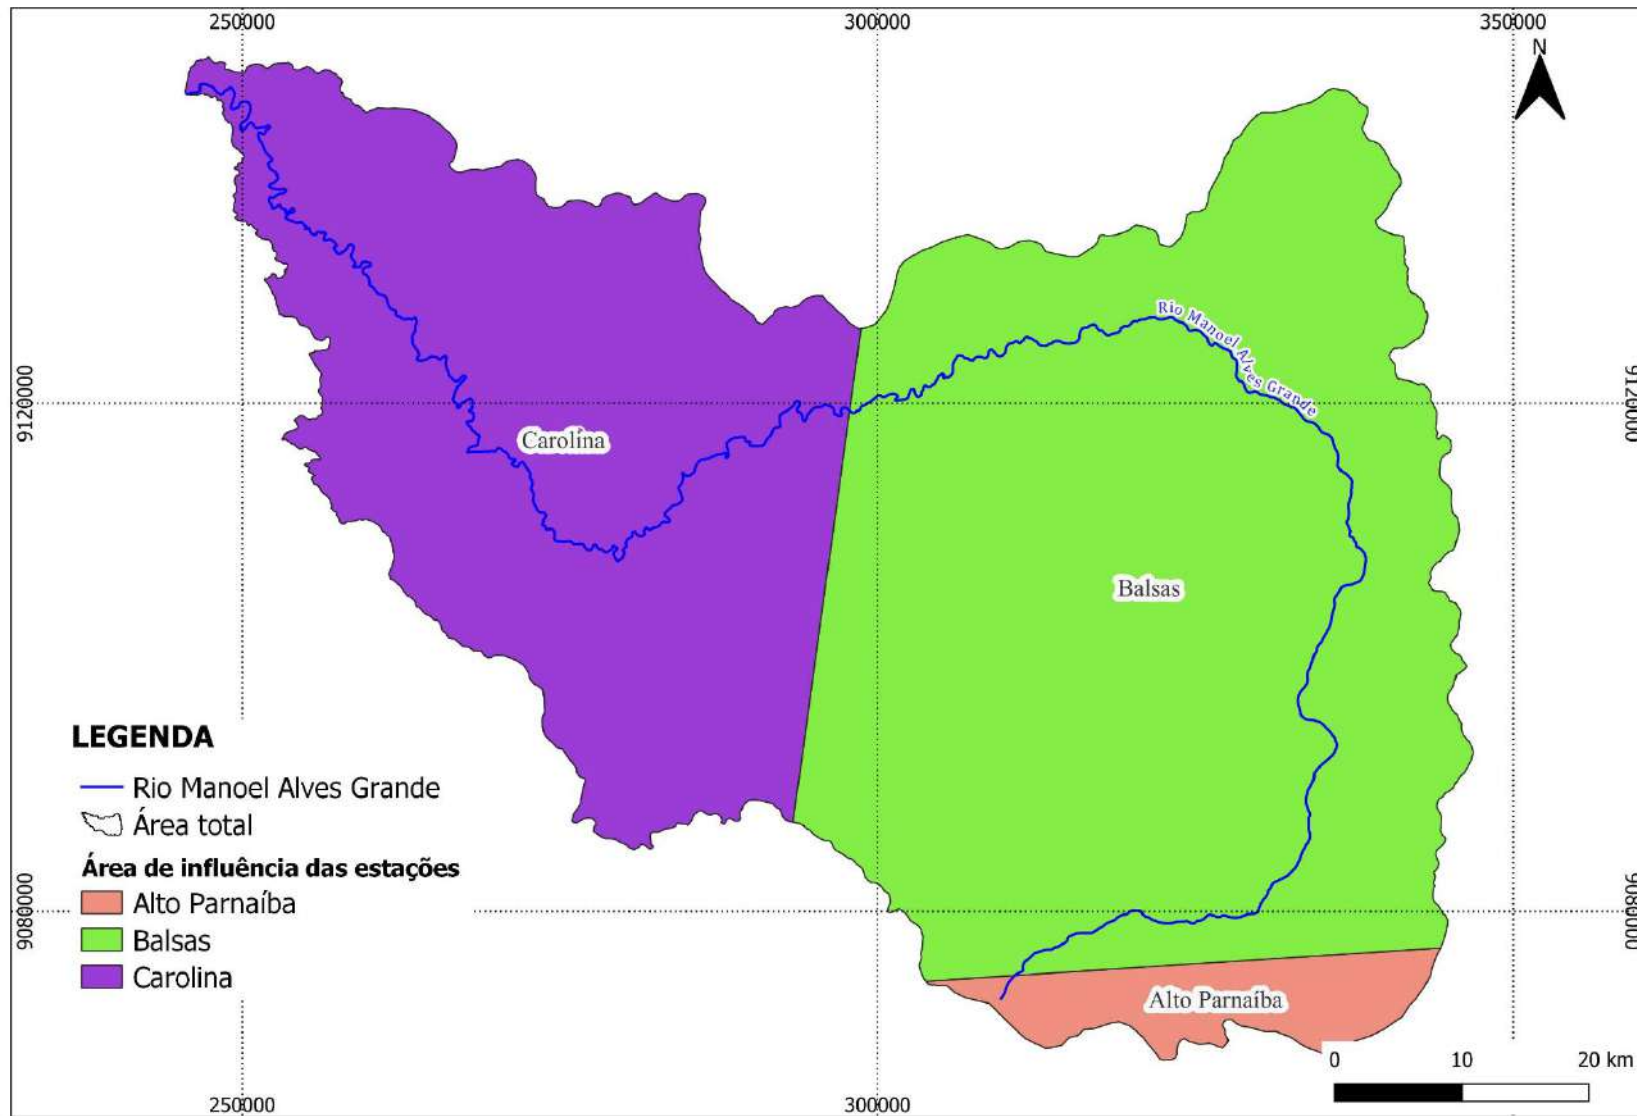 250000
300000
350000
N
Rio Manoel Alves Grande
9120000
9120000
Carolina
Balsas
LEGENDA
Rio Manoel Alves Grande
Área total
Área de influência das estações
Alto Parnaíba
Balsas
Carolina
9080000
9080000
Alto Parnaíba
0 10 20 km
250000
300000